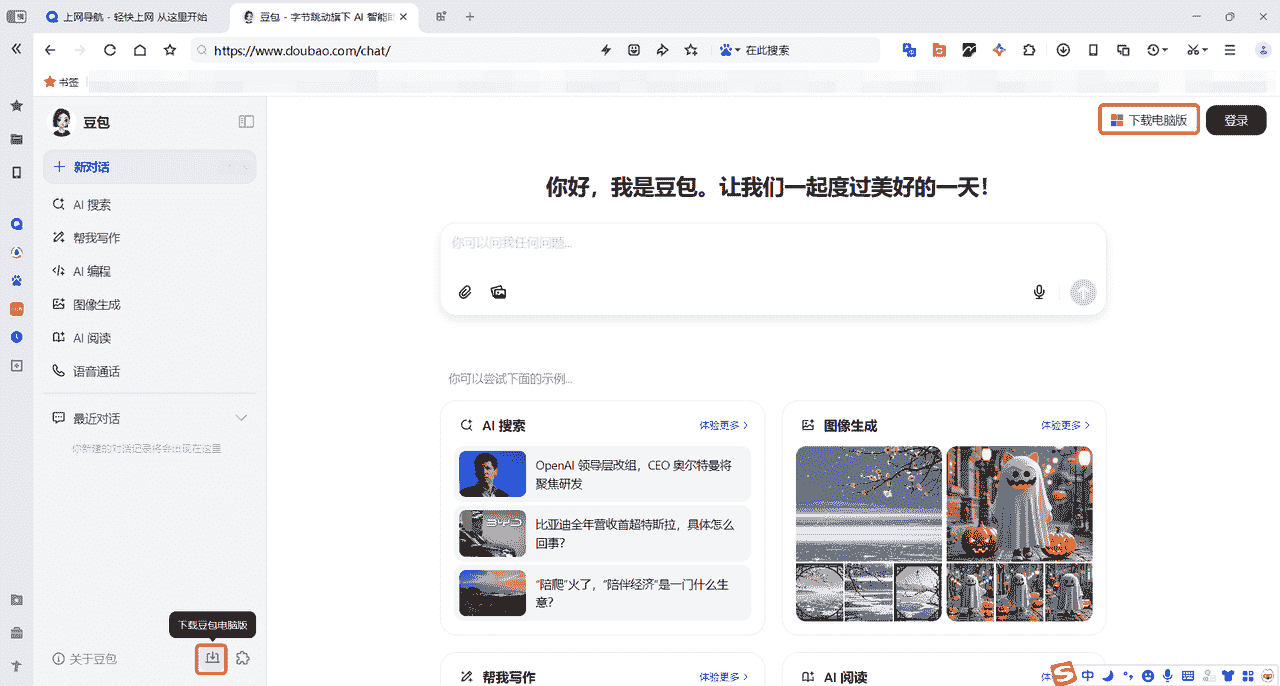 上网导航 - 轻快上网 从这里开始
豆包 - 字节跳动旗下 AI 智能助
https://www.doubao.com/chat/
在此搜索
书签
豆包
下载电脑版
登录
新对话
AI 搜索
帮我写作
AI 编程
图像生成
AI 阅读
语音通话
最近对话
你新建的对话记录将会出现在这里
下载豆包电脑版
关于豆包
你好，我是豆包。让我们一起度过美好的一天！
你可以问我任何问题...
你可以尝试下面的示例...
AI 搜索
体验更多
OpenAI 领导层改组，CEO 奥尔特曼将
聚焦研发
比亚迪全年营收首超特斯拉，具体怎么
回事？
“陪爬”火了，“陪伴经济”是一门什么生
意？
图像生成
体验更多
帮我写作
体验更多
AI 阅读
体
中